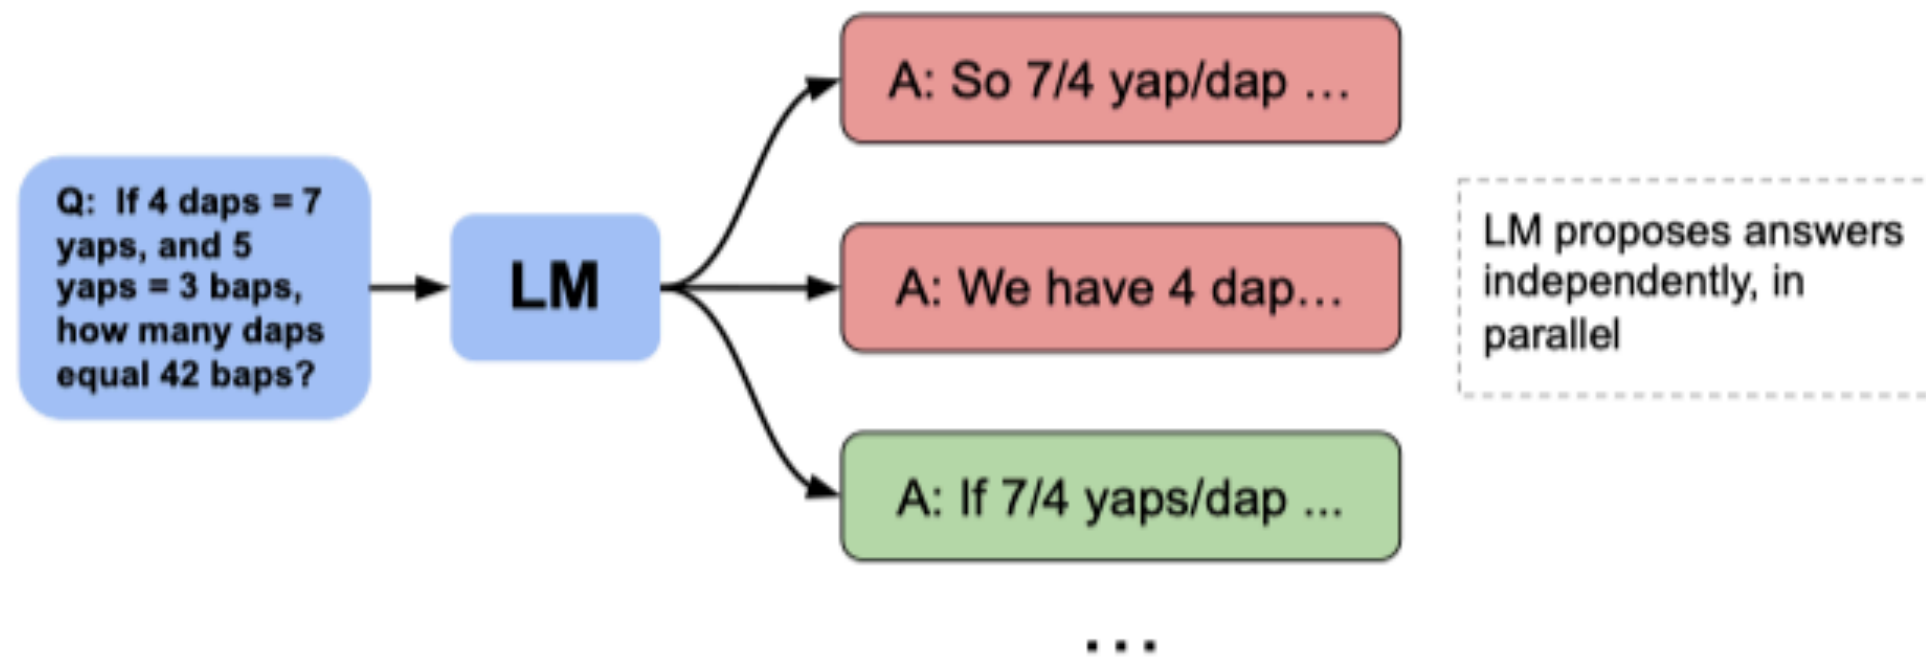 Q: If 4 daps = 7
yaps, and 5
yaps = 3 baps,
how many daps
equal 42 baps?
LM
A: So 7/4 yap/dap …
A: We have 4 dap…
A: If 7/4 yaps/dap ...
...
LM proposes answers
independently, in
parallel